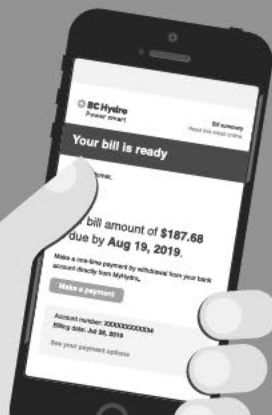 BC Hydro
Power smart
Bill summary
Read this email online
Your bill is ready
bill amount of $187.68
due by Aug 19, 2019.
Make a one-time payment by withdrawal from your bank
account directly from MyHydro.
Make a payment
Account number: XXXXXXXXXX34
Billing date: Jul 26, 2019
See your payment options